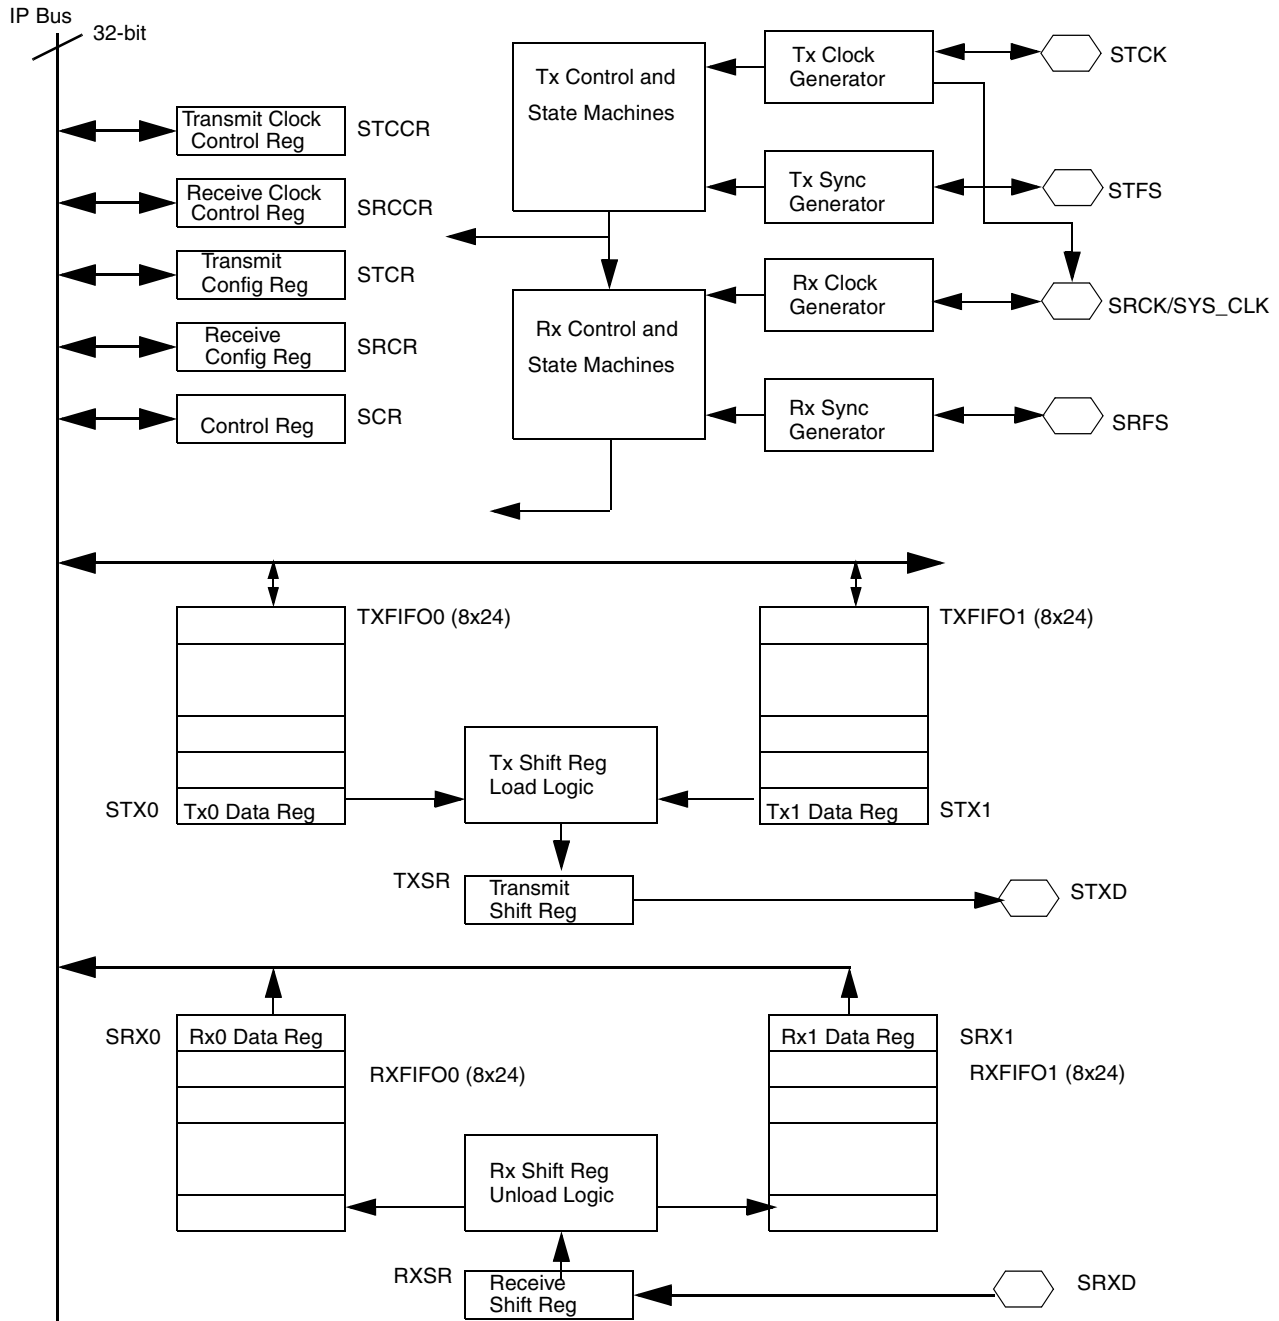 IP Bus
32-bit
Transmit Clock
Control Reg
STCCR
Receive Clock
Control Reg
SRCCR
Transmit
Config Reg
STCR
Receive
Config Reg
SRCR
Control Reg
SCR
Tx Control and
State Machines
Tx Clock
Generator
STCK
Tx Sync
Generator
STFS
Rx Control and
State Machines
Rx Clock
Generator
SRCK/SYS_CLK
Rx Sync
Generator
SRFS
TXFIFO0 (8x24)
TXFIFO1 (8x24)
Tx Shift Reg
Load Logic
STX0
Tx0 Data Reg
Tx1 Data Reg
STX1
TXSR
Transmit
Shift Reg
STXD
SRX0
Rx0 Data Reg
Rx1 Data Reg
SRX1
RXFIFO0 (8x24)
RXFIFO1 (8x24)
Rx Shift Reg
Unload Logic
RXSR
Receive
Shift Reg
SRXD